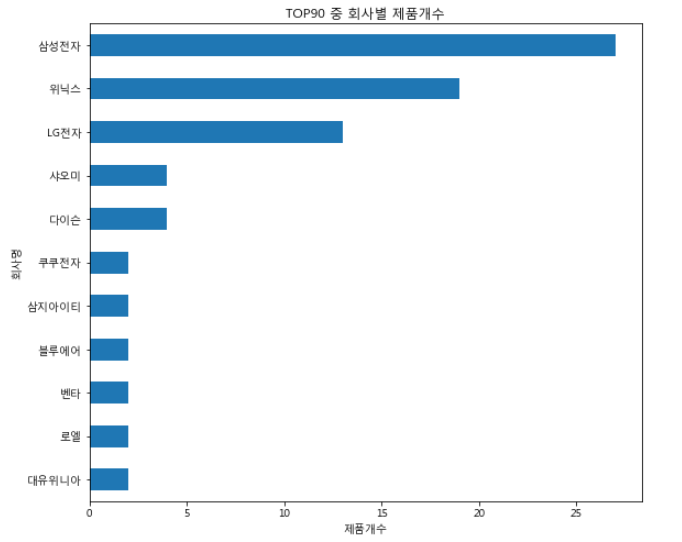 TOP90 중 회사별 제품개수
삼성전자
위닉스
LG전자
샤오미
다이슨
쿠쿠전자
삼지아이티
블루에어
벤타
로엘
대유위니아
회사명
0 5 10 15 20 25
제품개수